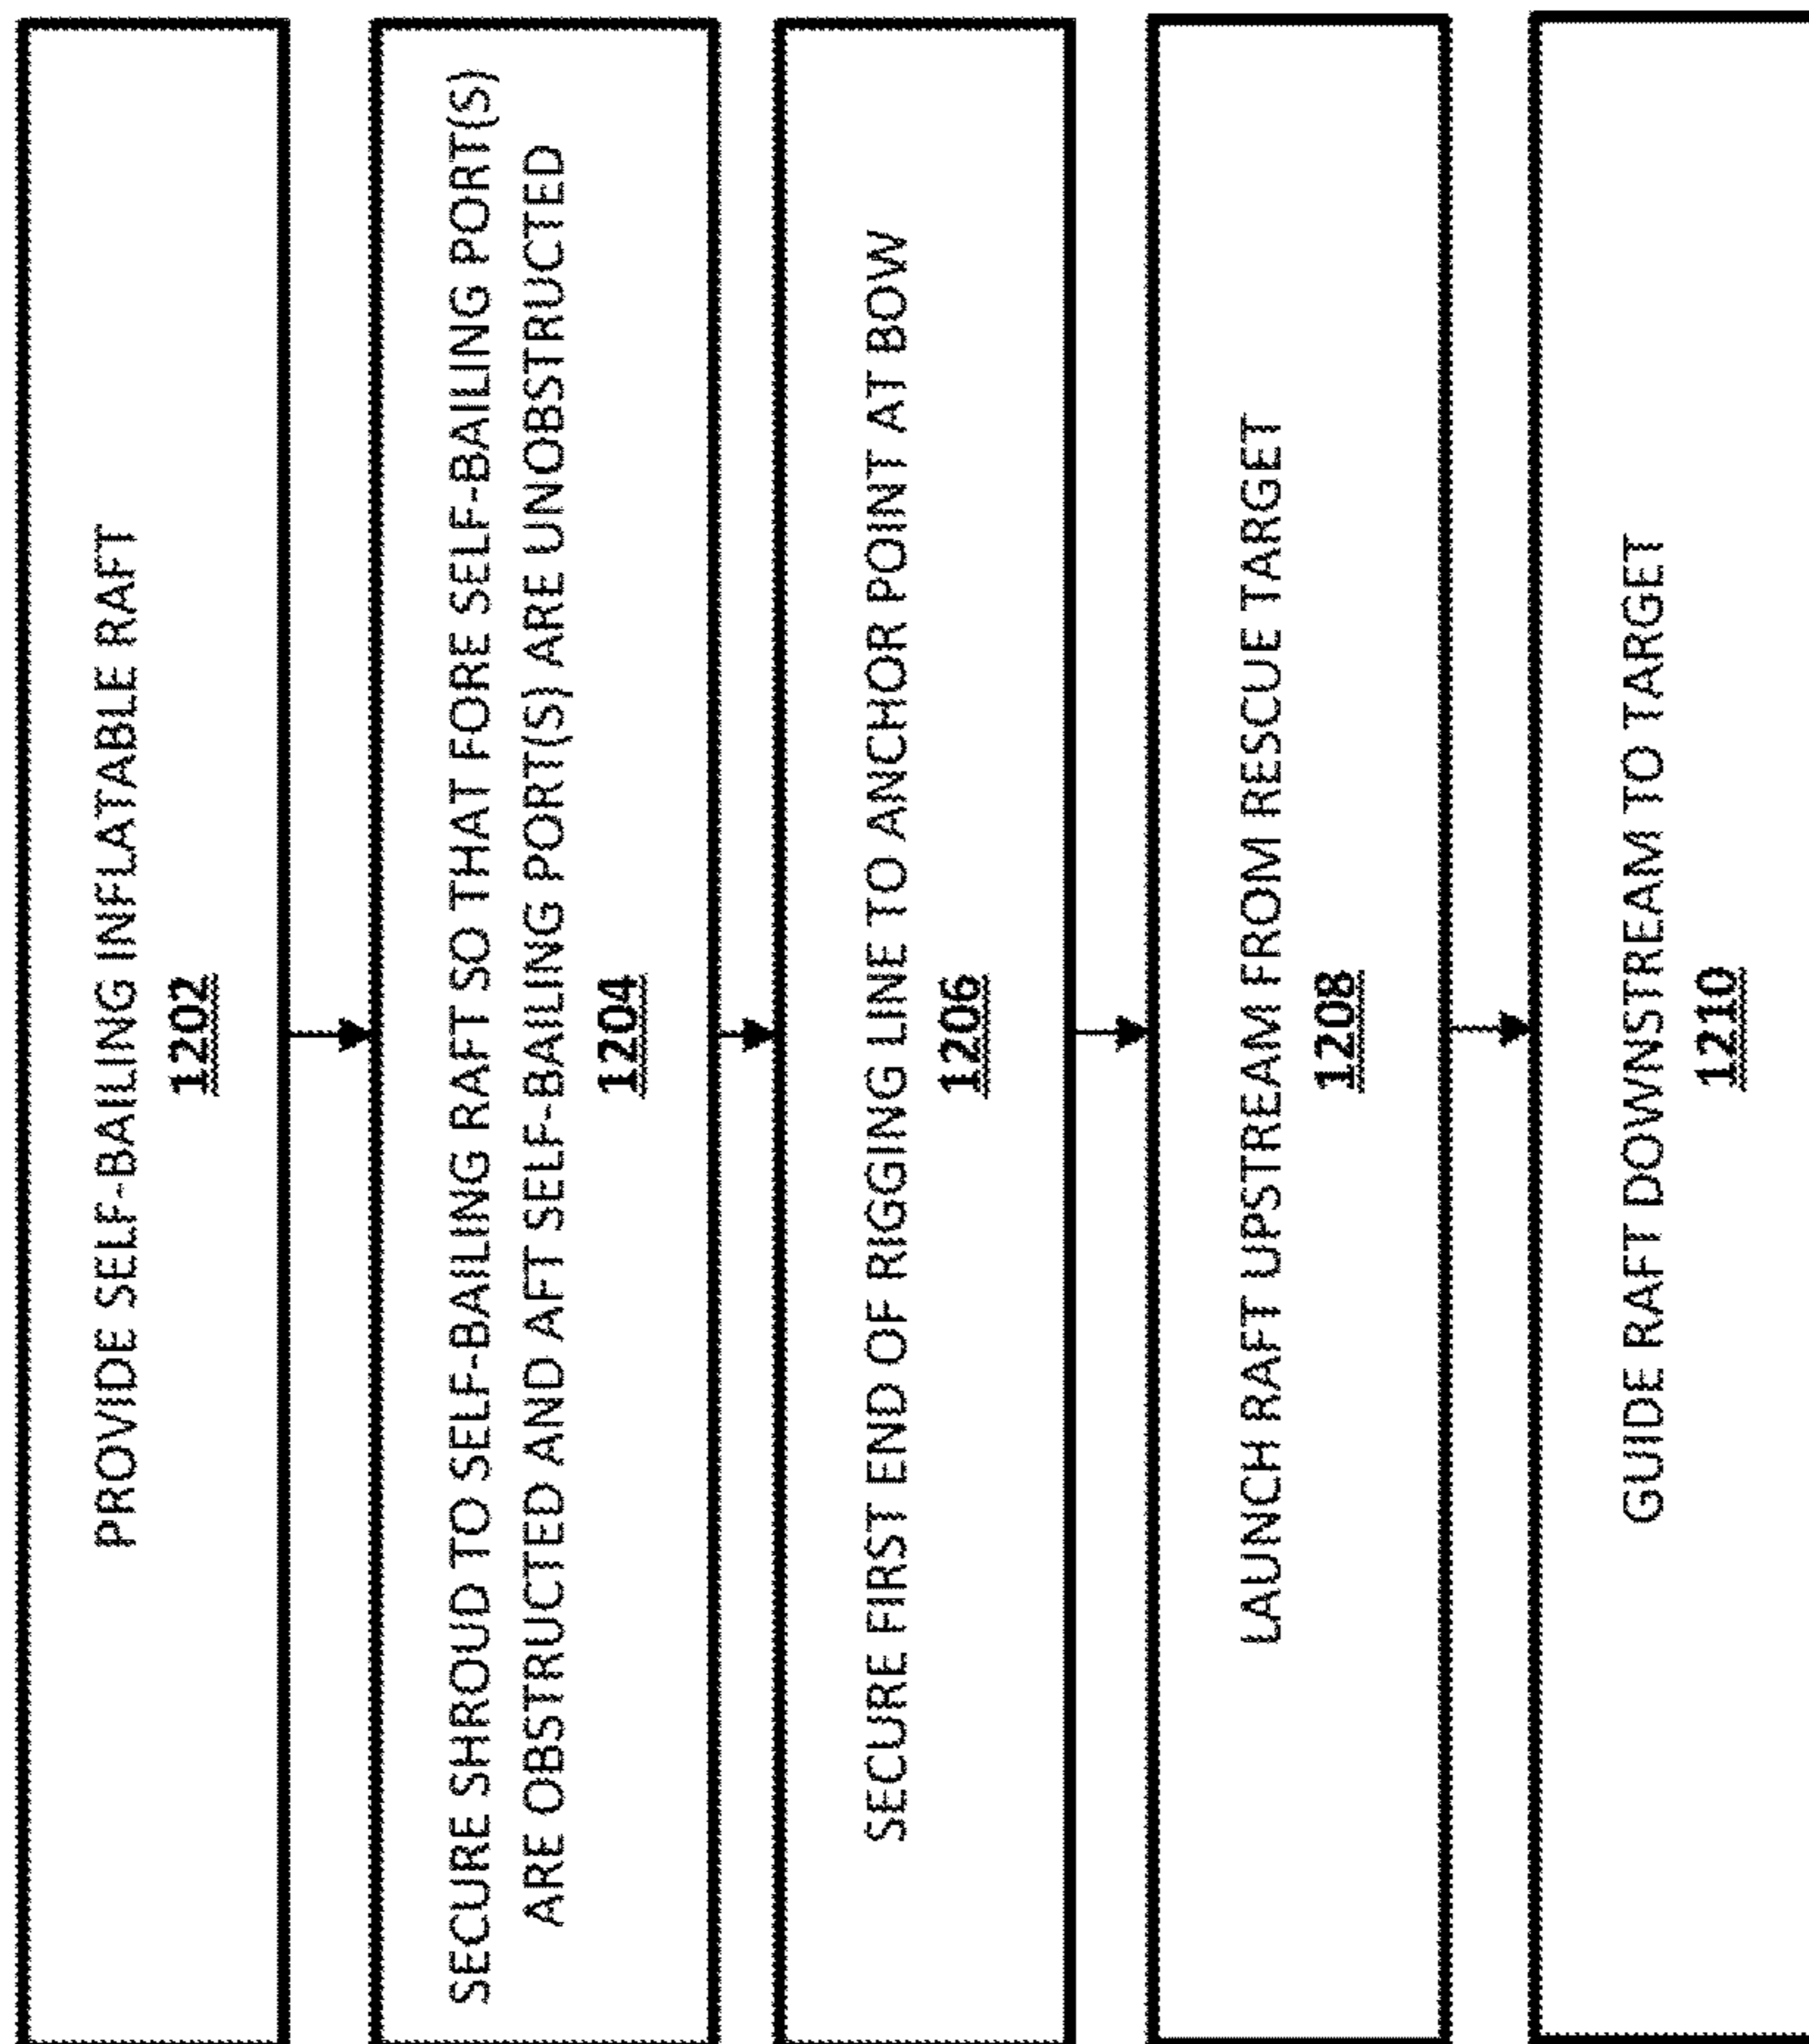 PROVIDE SELF-BAILING INFLATABLE RAFT
1202
SECURE SHROUD TO SELF-BAILING RAFT SO THAT FORE SELF-BAILING PORT(S)
ARE OBSTRUCTED AND AFT SELF-BAILING PORT(S) ARE UNOBSTRUCTED
1204
SECURE FIRST END OF RIGGING LINE TO ANCHOR POINT AT BOW
1206
LAUNCH RAFT UPSTREAM FROM RESCUE TARGET
1208
GUIDE RAFT DOWNSTREAM TO TARGET
1210